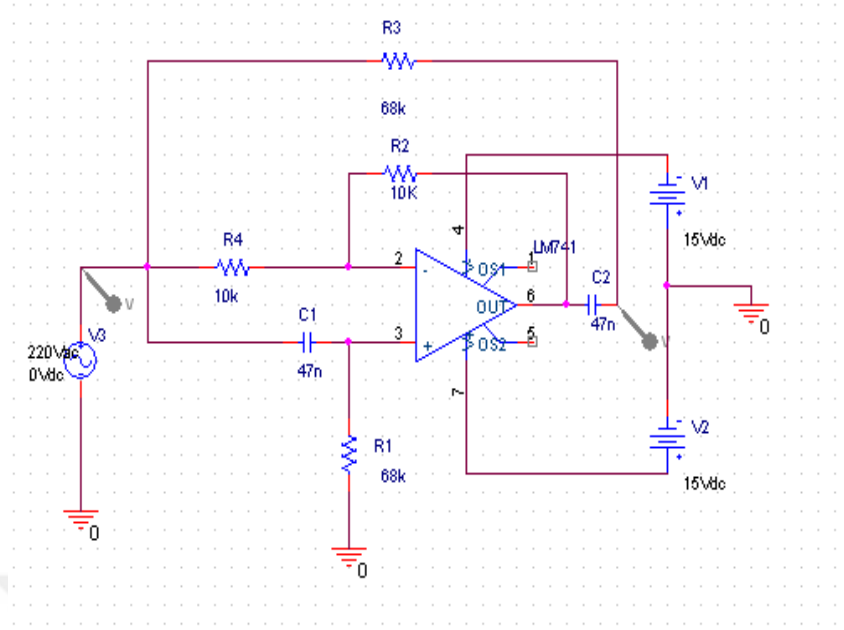 R3
68k
R2
10K
4
V1
15Vdc
R4
10k
2
-
OS1
1
LM741
C2
47n
OUT
6
V
V
C1
47n
3
+
OS2
5
7
V3
220Vac
0Vdc
R1
68k
0
V2
15Vdc
0
0